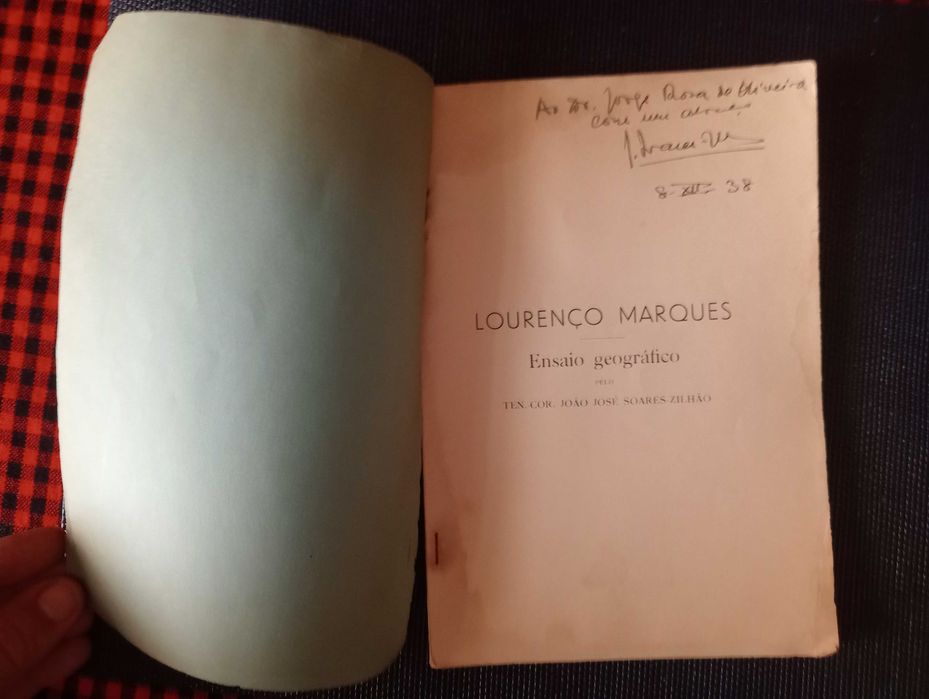 Ao Dr. Jorge Rosa de Oliveira
com um abraço
8-XII-38
LOURENÇO MARQUES
Ensaio geográfico
PELO
TEN. COR. JOÃO JOSÉ SOARES-ZILHÃO